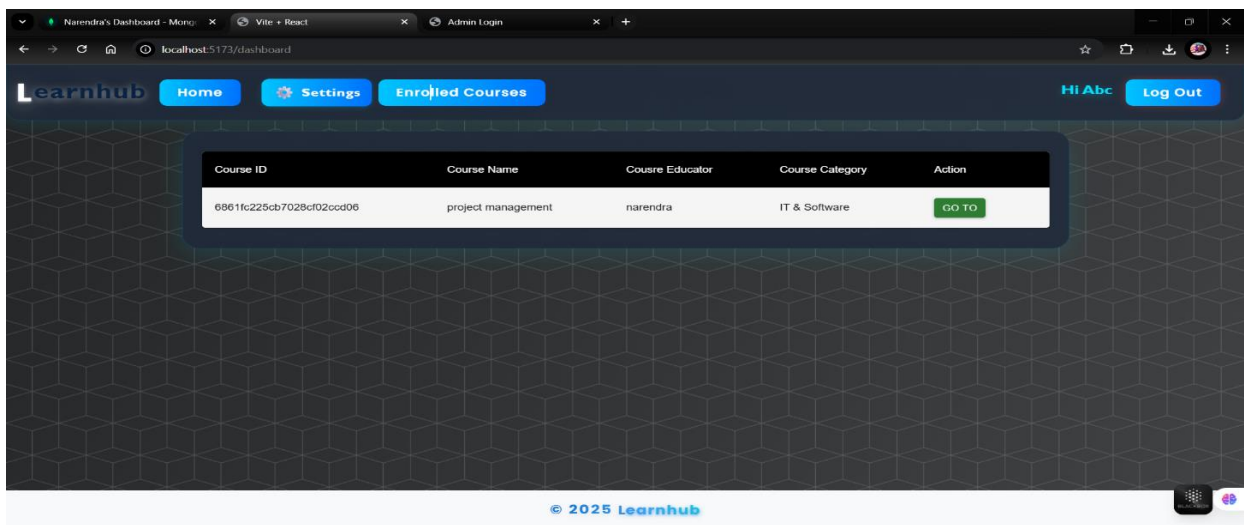 Narendra's Dashboard - Mong Vite + React Admin Login
localhost:5173/dashboard
Learnhub Home Settings Enrolled Courses Hi Abc Log Out
Course ID Course Name Cousre Educator Course Category Action
6861fc225cb7028cf02ccd06 project management narendra IT & Software GO TO
© 2025 Learnhub